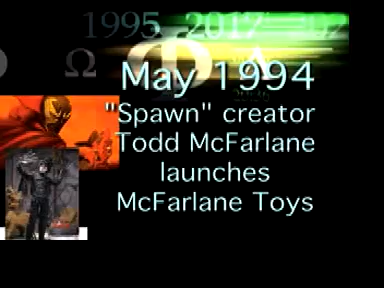 1995 2017
Ω Φ
May 1994
"Spawn" creator
Todd McFarlane
launches
McFarlane Toys